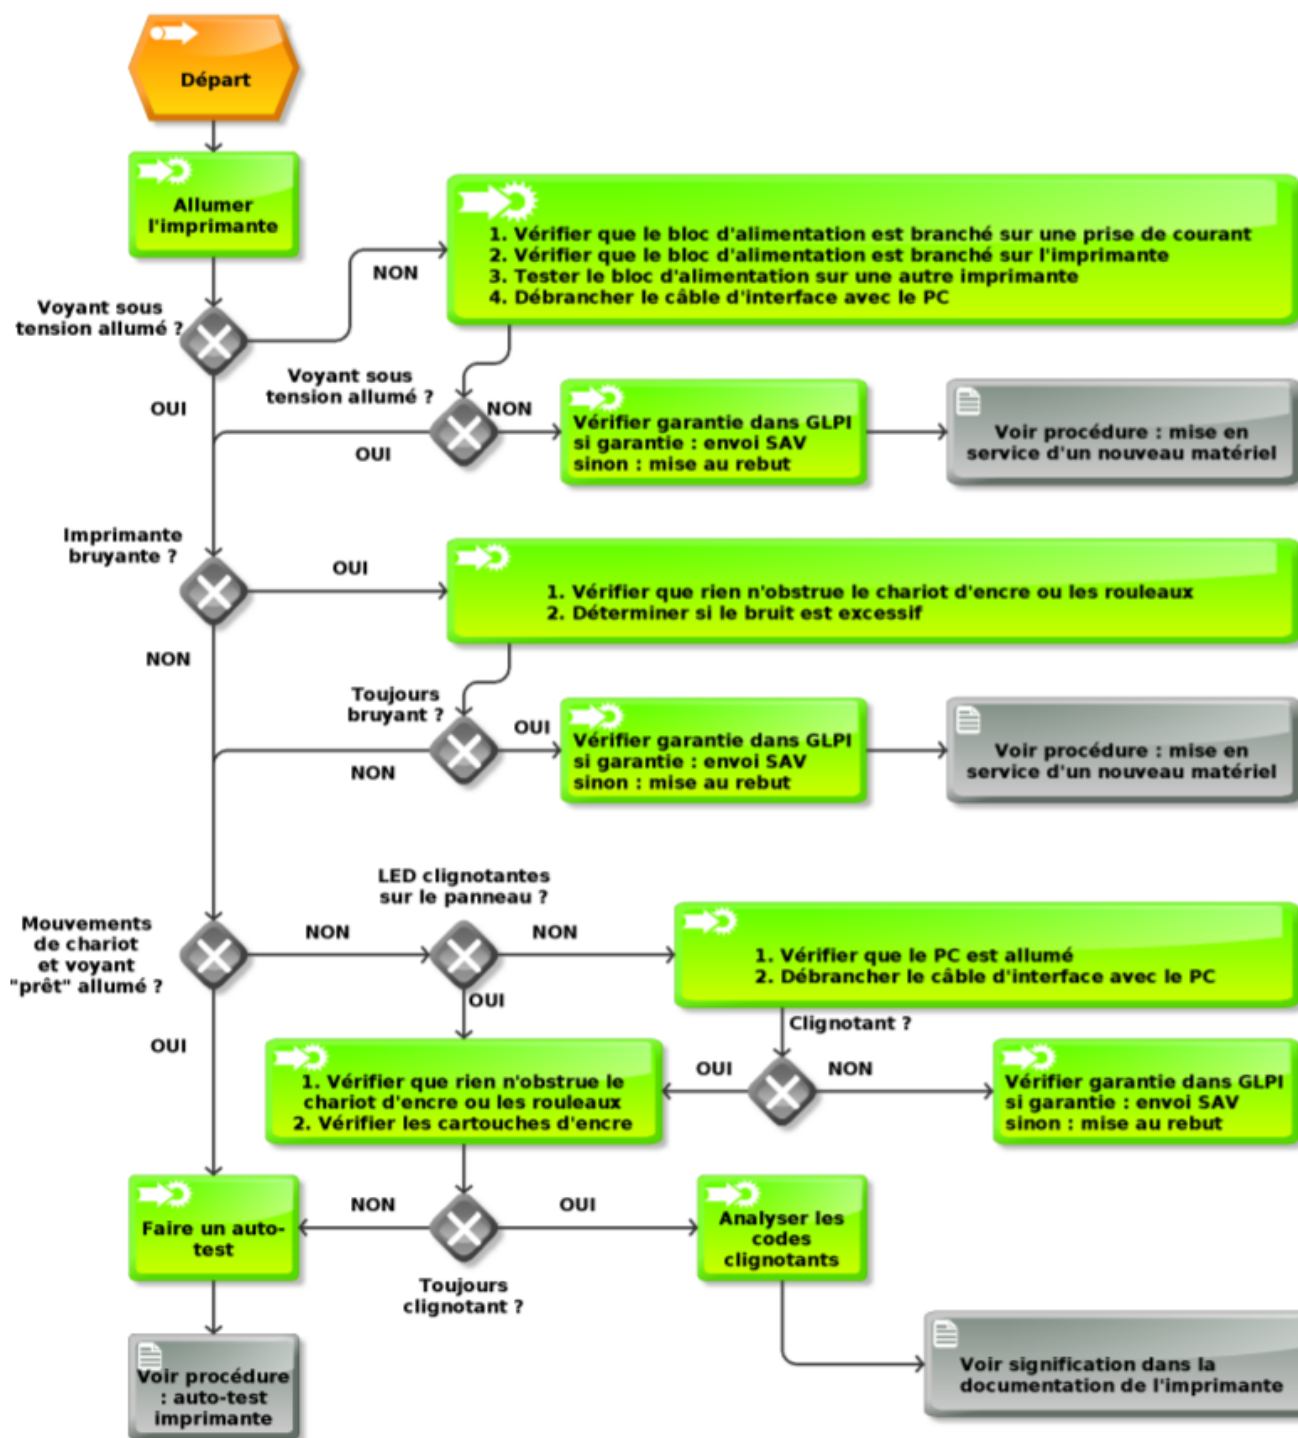 Départ
Allumer
l'imprimante
Voyant sous
tension allumé ?
NON
1. Vérifier que le bloc d'alimentation est branché sur une prise de courant
2. Vérifier que le bloc d'alimentation est branché sur l'imprimante
3. Tester le bloc d'alimentation sur une autre imprimante
4. Débrancher le câble d'interface avec le PC
OUI
Voyant sous
tension allumé ?
NON
OUI
Vérifier garantie dans GLPI
si garantie : envoi SAV
sinon : mise au rebut
Voir procédure : mise en
service d'un nouveau matériel
Imprimante
bruyante ?
OUI
1. Vérifier que rien n'obstrue le chariot d'encre ou les rouleaux
2. Déterminer si le bruit est excessif
NON
Toujours
bruyant ?
OUI
NON
Vérifier garantie dans GLPI
si garantie : envoi SAV
sinon : mise au rebut
Voir procédure : mise en
service d'un nouveau matériel
Mouvements
de chariot
et voyant
"prêt" allumé ?
NON
LED clignotantes
sur le panneau ?
NON
1. Vérifier que le PC est allumé
2. Débrancher le câble d'interface avec le PC
OUI
OUI
Clignotant ?
OUI
NON
1. Vérifier que rien n'obstrue le
chariot d'encre ou les rouleaux
2. Vérifier les cartouches d'encre
Vérifier garantie dans GLPI
si garantie : envoi SAV
sinon : mise au rebut
Faire un auto-
test
NON
OUI
Toujours
clignotant ?
Analyser les
codes
clignotants
Voir procédure
: auto-test
imprimante
Voir signification dans la
documentation de l'imprimante